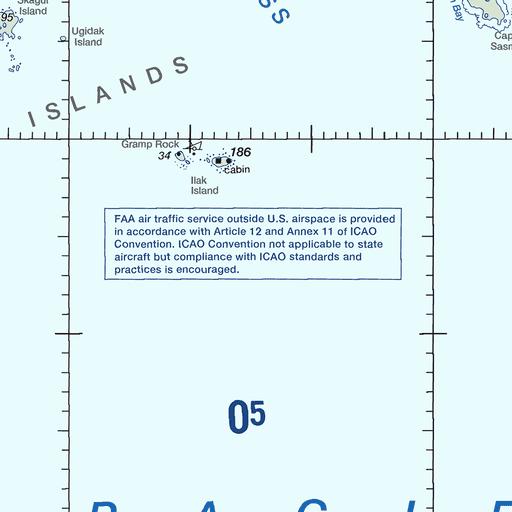 Skagul
Island
95
Ugidak
Island
Bay
Cap
Sasm
ISLANDS
Gramp Rock
34
186
cabin
Ilak
Island
FAA air traffic service outside U.S. airspace is provided
in accordance with Article 12 and Annex 11 of ICAO
Convention. ICAO Convention not applicable to state
aircraft but compliance with ICAO standards and
practices is encouraged.
05
P A C I F